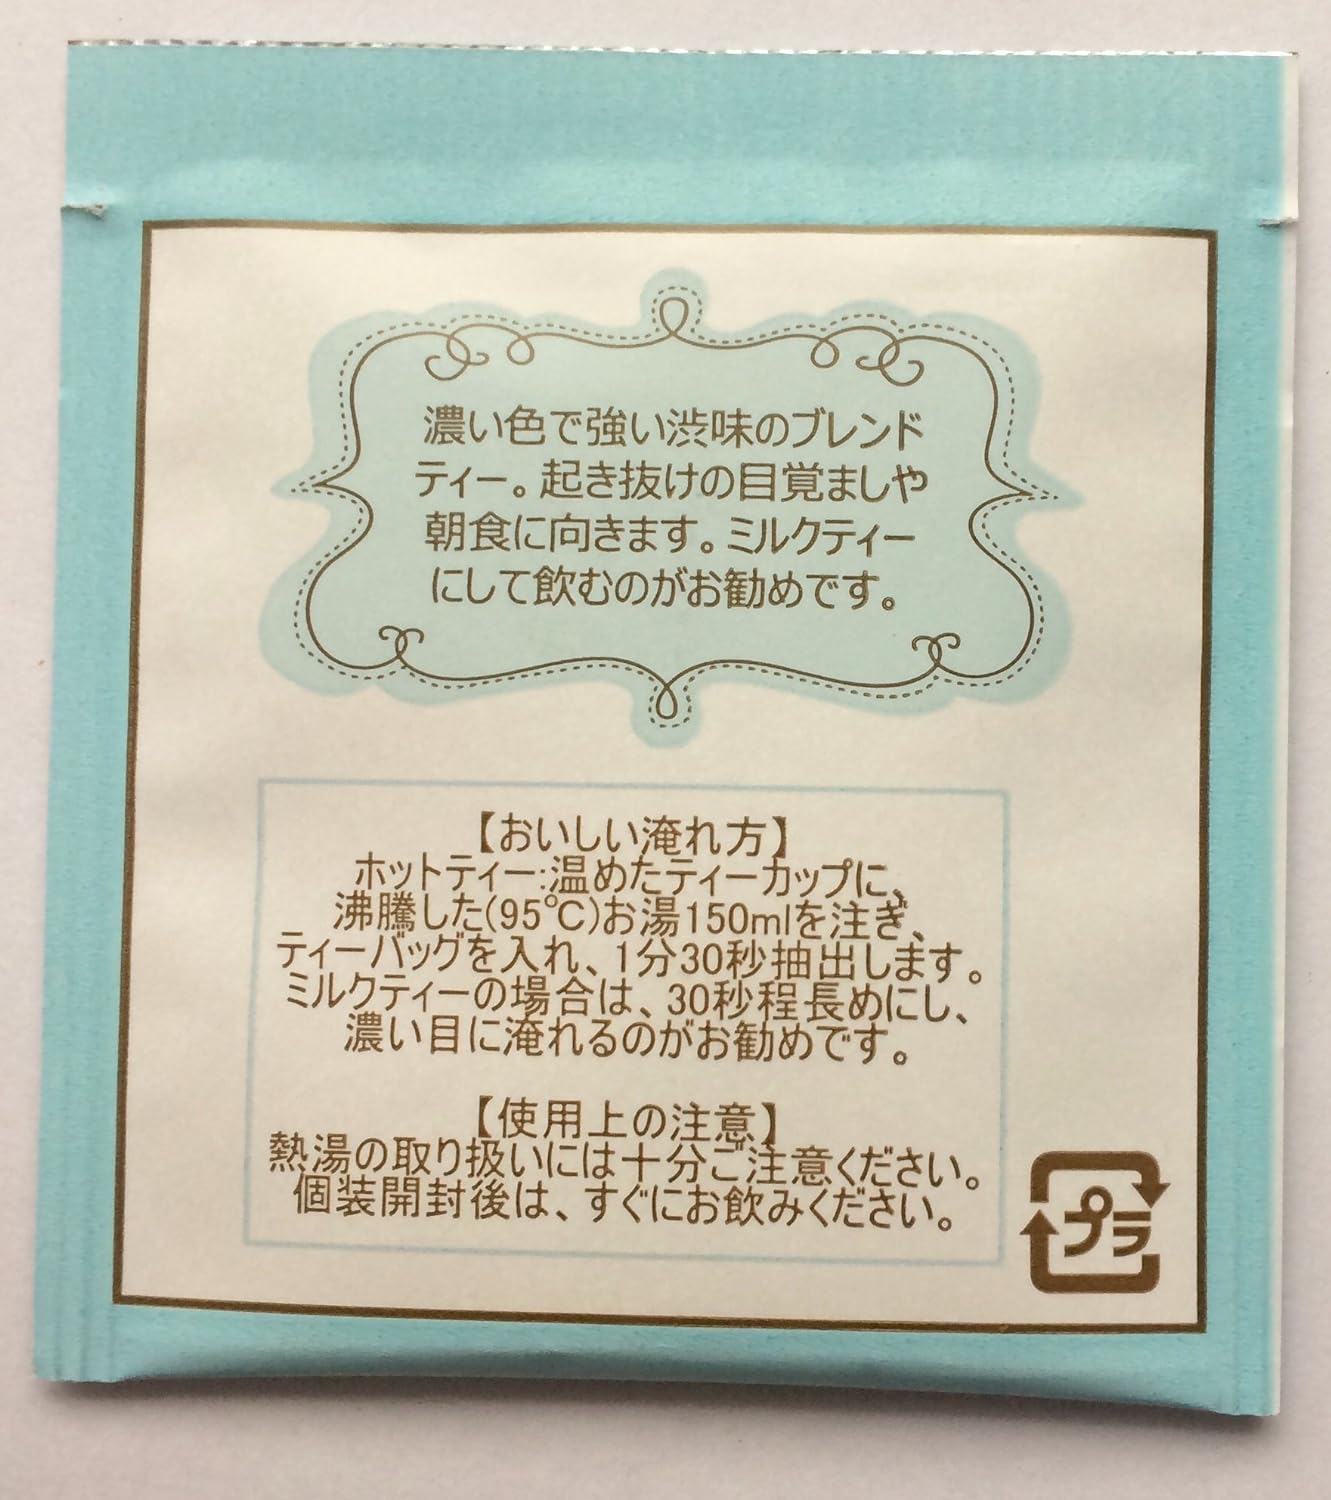 濃い色で強い渋味のブレンド
ティー。起き抜けの目覚ましや
朝食に向きます。ミルクティー
にして飲むのがお勧めです。
【おいしい淹れ方】
ホットティー:温めたティーカップに、
沸騰した(95℃)お湯150mlを注ぎ、
ティーバッグを入れ、1分30秒抽出します。
ミルクティーの場合は、30秒程長めにし、
濃い目に淹れるのがお勧めです。
【使用上の注意】
熱湯の取り扱いには十分ご注意ください。
個装開封後は、すぐにお飲みください。
プラ